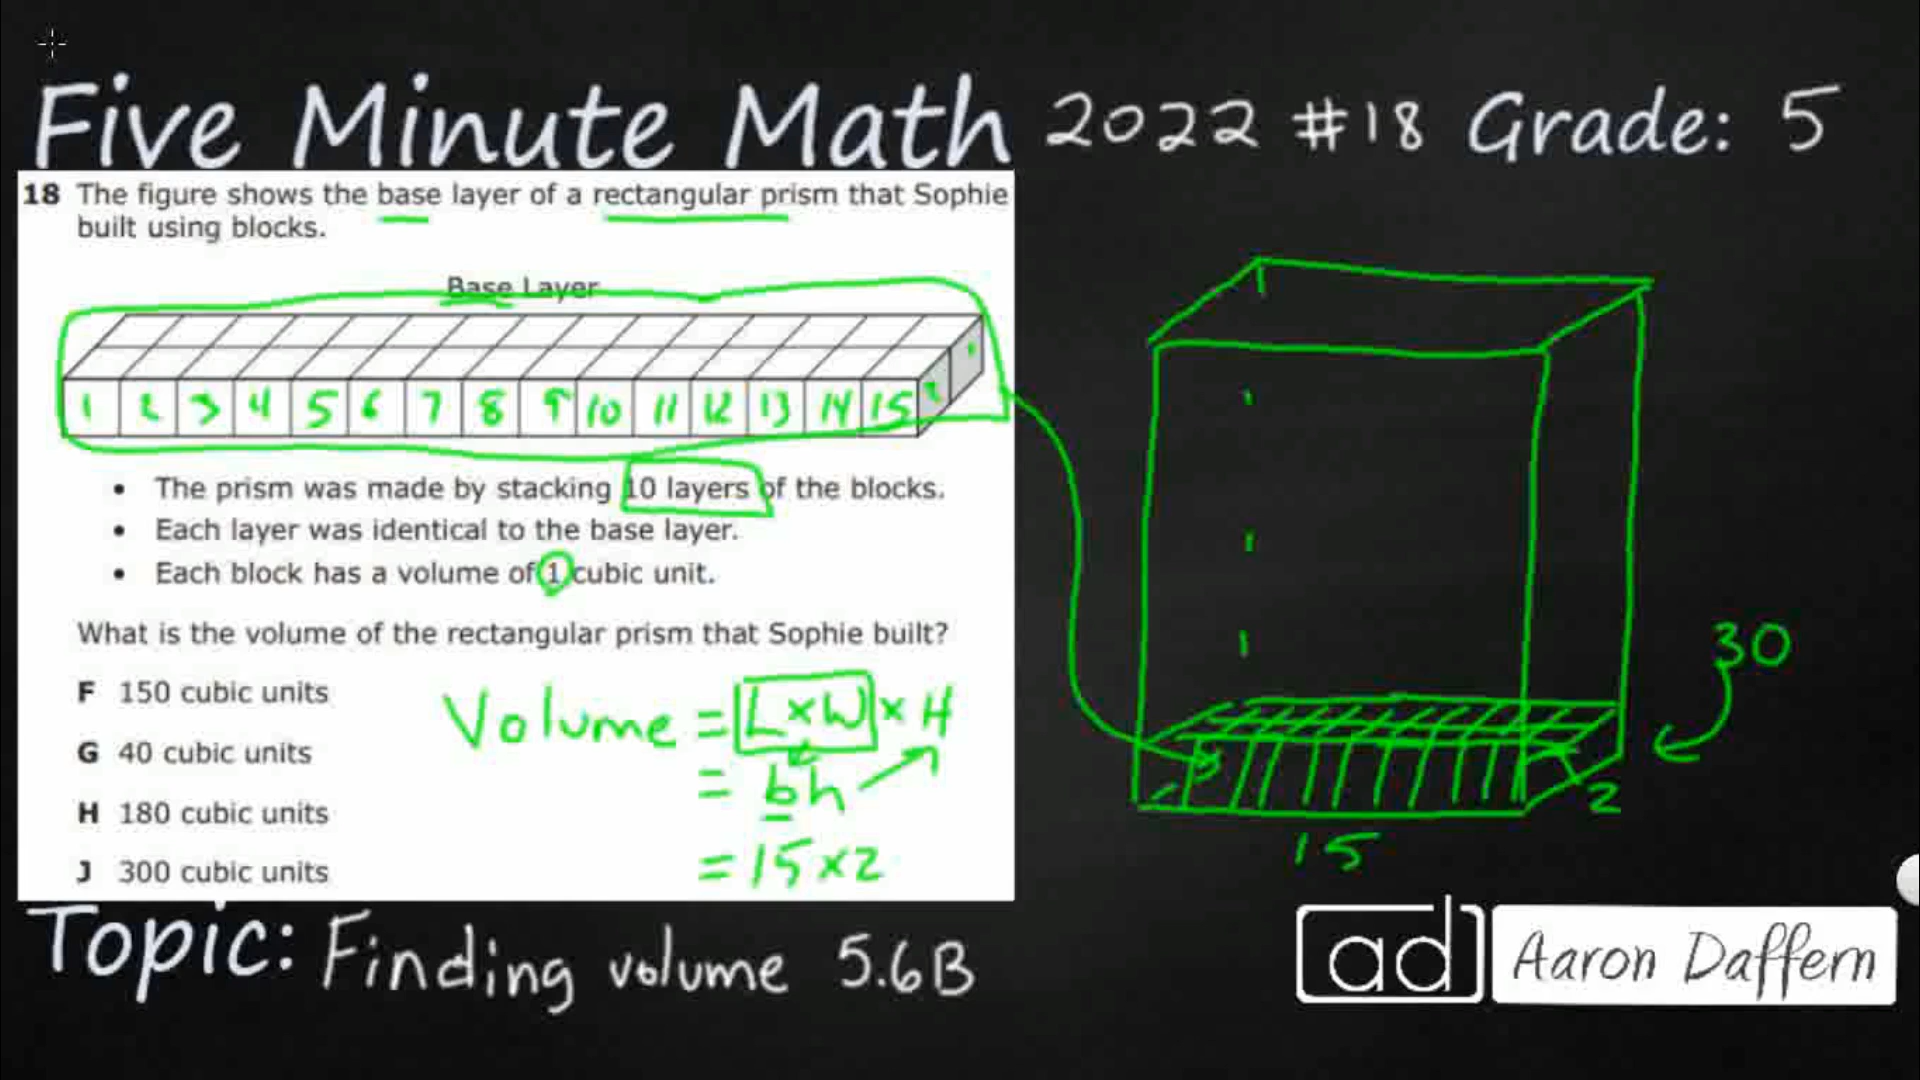 Five Minute Math 2022 #18 Grade: 5
18 The figure shows the base layer of a rectangular prism that Sophie
built using blocks.
Base Layer
1 2 3 4 5 6 7 8 9 10 11 12 13 14 15 2
• The prism was made by stacking 10 layers of the blocks.
• Each layer was identical to the base layer.
• Each block has a volume of 1 cubic unit.
What is the volume of the rectangular prism that Sophie built?
F 150 cubic units
G 40 cubic units
H 180 cubic units
J 300 cubic units
Volume = L × W × H
= bh
= 15 × 2
30
2
15
Topic: Finding volume 5.6B
ad Aaron Daffern